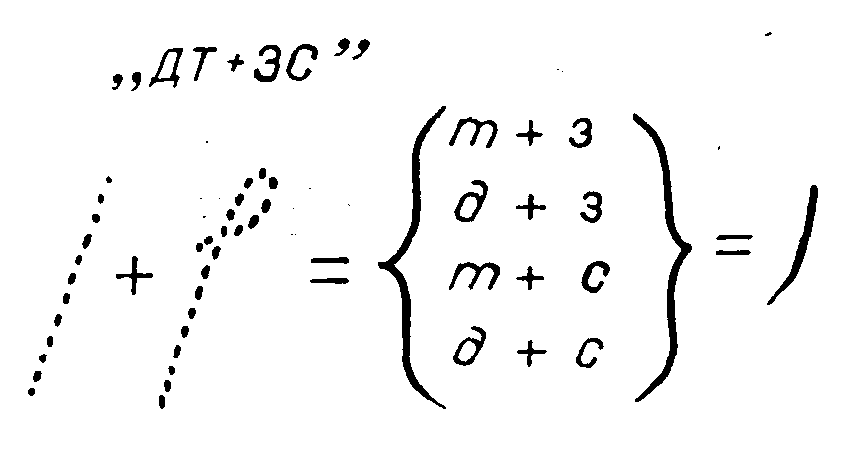 „ДТ+ЗС”
т + з
д + з
+ = = 
т + с
д + с